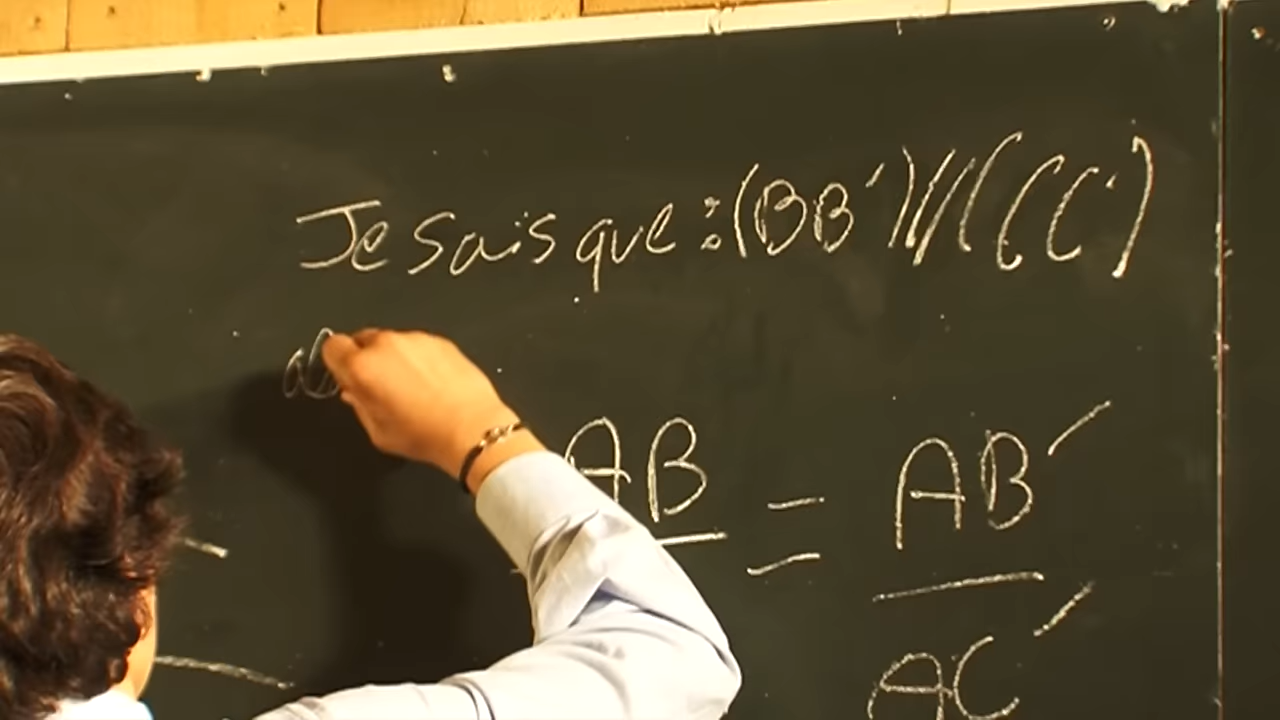 Je sais que : (BB')//(CC')
AB = AB'
AC'